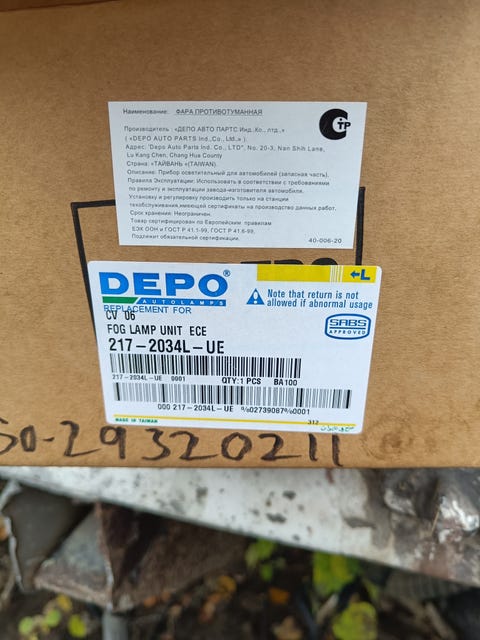 Наименование: ФАРА ПРОТИВОТУМАННАЯ
Производитель : «ДЕПО АВТО ПАРТС Инд.,Ко., лтд.,»
( «DEPO AUTO PARTS Ind.,Co., Ltd.» ).
Адрес: 'Depo Auto Parts Ind. Co., LTD", No. 20-3, Nan Shih Lane,
Lu Kang Chen, Chang Hua County
Страна: «ТАЙВАНЬ «(TAIWAN).
Описание: Прибор осветительный для автомобилей (запасная часть).
Правила Эксплуатации: Использовать в соответствии с требованиями
по ремонту и эксплуатации завода-изготовителя автомобиля.
Установку и регулировку производить только на станции
техобслуживания,имеющей сертификаты на производство данных работ.
Срок хранения: Неограничен.
Товар сертифицирован по Европейским правилам
ЕЭК ООН и ГОСТ Р 41.1-99, ГОСТ Р 41.6-99,
Подлежит обязательной сертификации.
40-006-20
СТР
←L
DEPO®
AUTOLAMPS
Note that return is not
allowed if abnormal usage
REPLACEMENT FOR
CV 06
FOG LAMP UNIT ECE
217-2034L-UE
SABS
APPROVED
217-2034L-UE 0001
QTY:1 PCS BA100
000 217-2034L-UE 0%02739087%0001
MADE IN TAIWAN
312
50-29320211